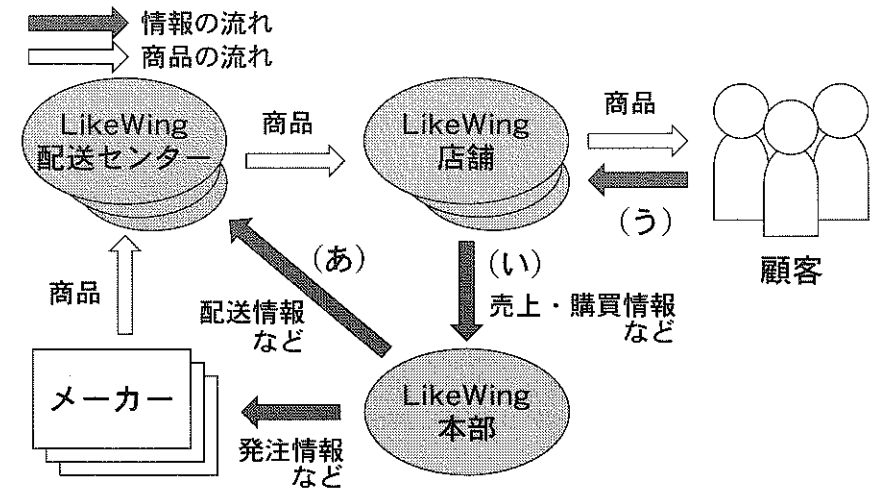 情報の流れ
商品の流れ
LikeWing
配送センター
商品
LikeWing
店舗
商品
(う)
顧客
(あ)
(い)
商品
配送情報
など
売上・購買情報
など
メーカー
LikeWing
本部
発注情報
など